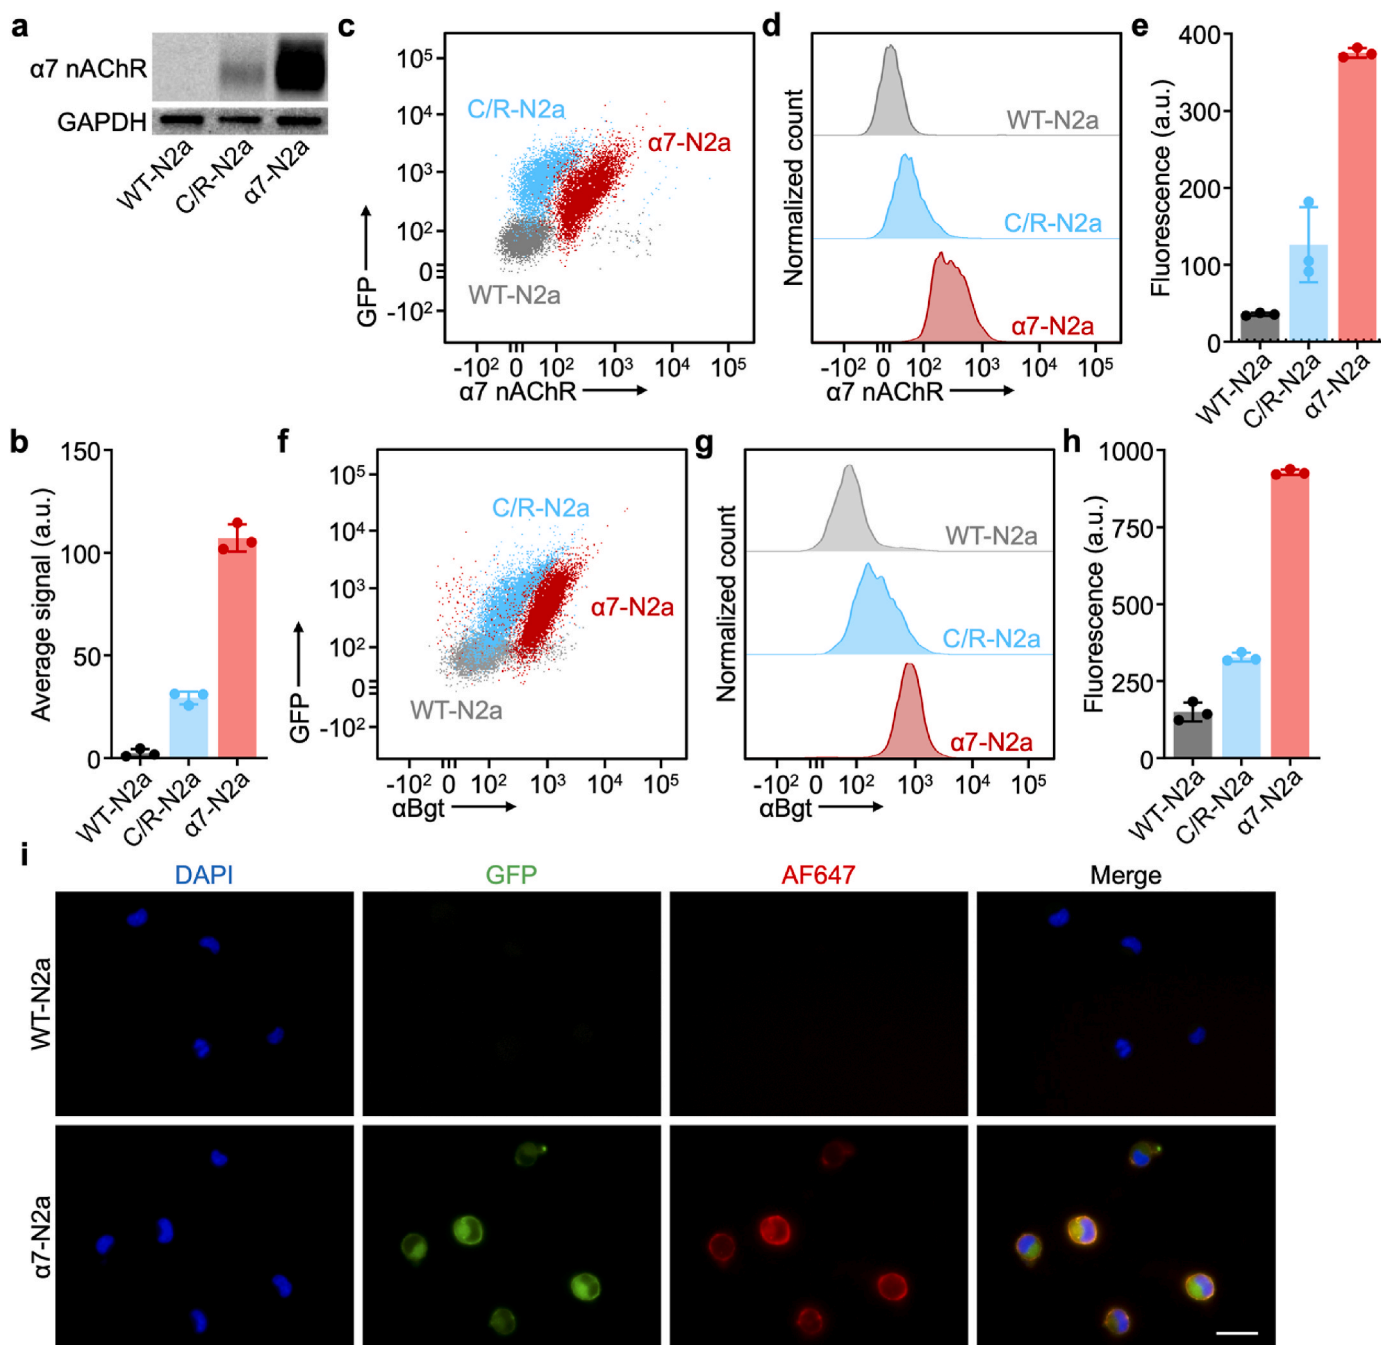 a
α7 nAChR
GAPDH
WT-N2a
C/R-N2a
α7-N2a
c
10⁵
10⁴
10³
10²
0
-10²
GFP
C/R-N2a
α7-N2a
WT-N2a
-10² 0 10² 10³ 10⁴ 10⁵
α7 nAChR
d
Normalized count
WT-N2a
C/R-N2a
α7-N2a
-10² 0 10² 10³ 10⁴ 10⁵
α7 nAChR
e
Fluorescence (a.u.)
400
300
200
100
0
WT-N2a
C/R-N2a
α7-N2a
b
Average signal (a.u.)
150
100
50
0
WT-N2a
C/R-N2a
α7-N2a
f
10⁵
10⁴
10³
10²
0
-10²
GFP
C/R-N2a
α7-N2a
WT-N2a
-10² 0 10² 10³ 10⁴ 10⁵
αBgt
g
Normalized count
WT-N2a
C/R-N2a
α7-N2a
-10² 0 10² 10³ 10⁴ 10⁵
αBgt
h
Fluorescence (a.u.)
1000
750
500
250
0
WT-N2a
C/R-N2a
α7-N2a
i
DAPI GFP AF647 Merge
WT-N2a
α7-N2a